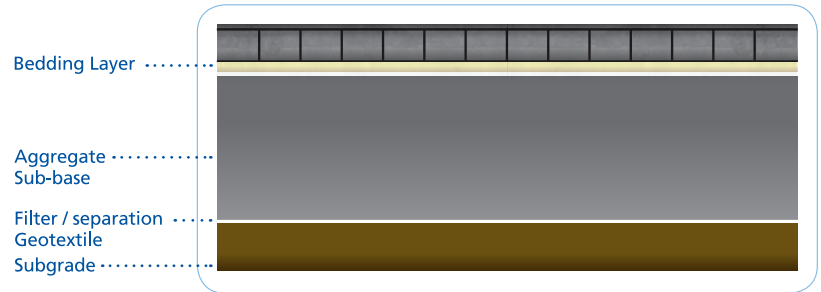 Bedding Layer
Aggregate
Sub-base
Filter / separation
Geotextile
Subgrade